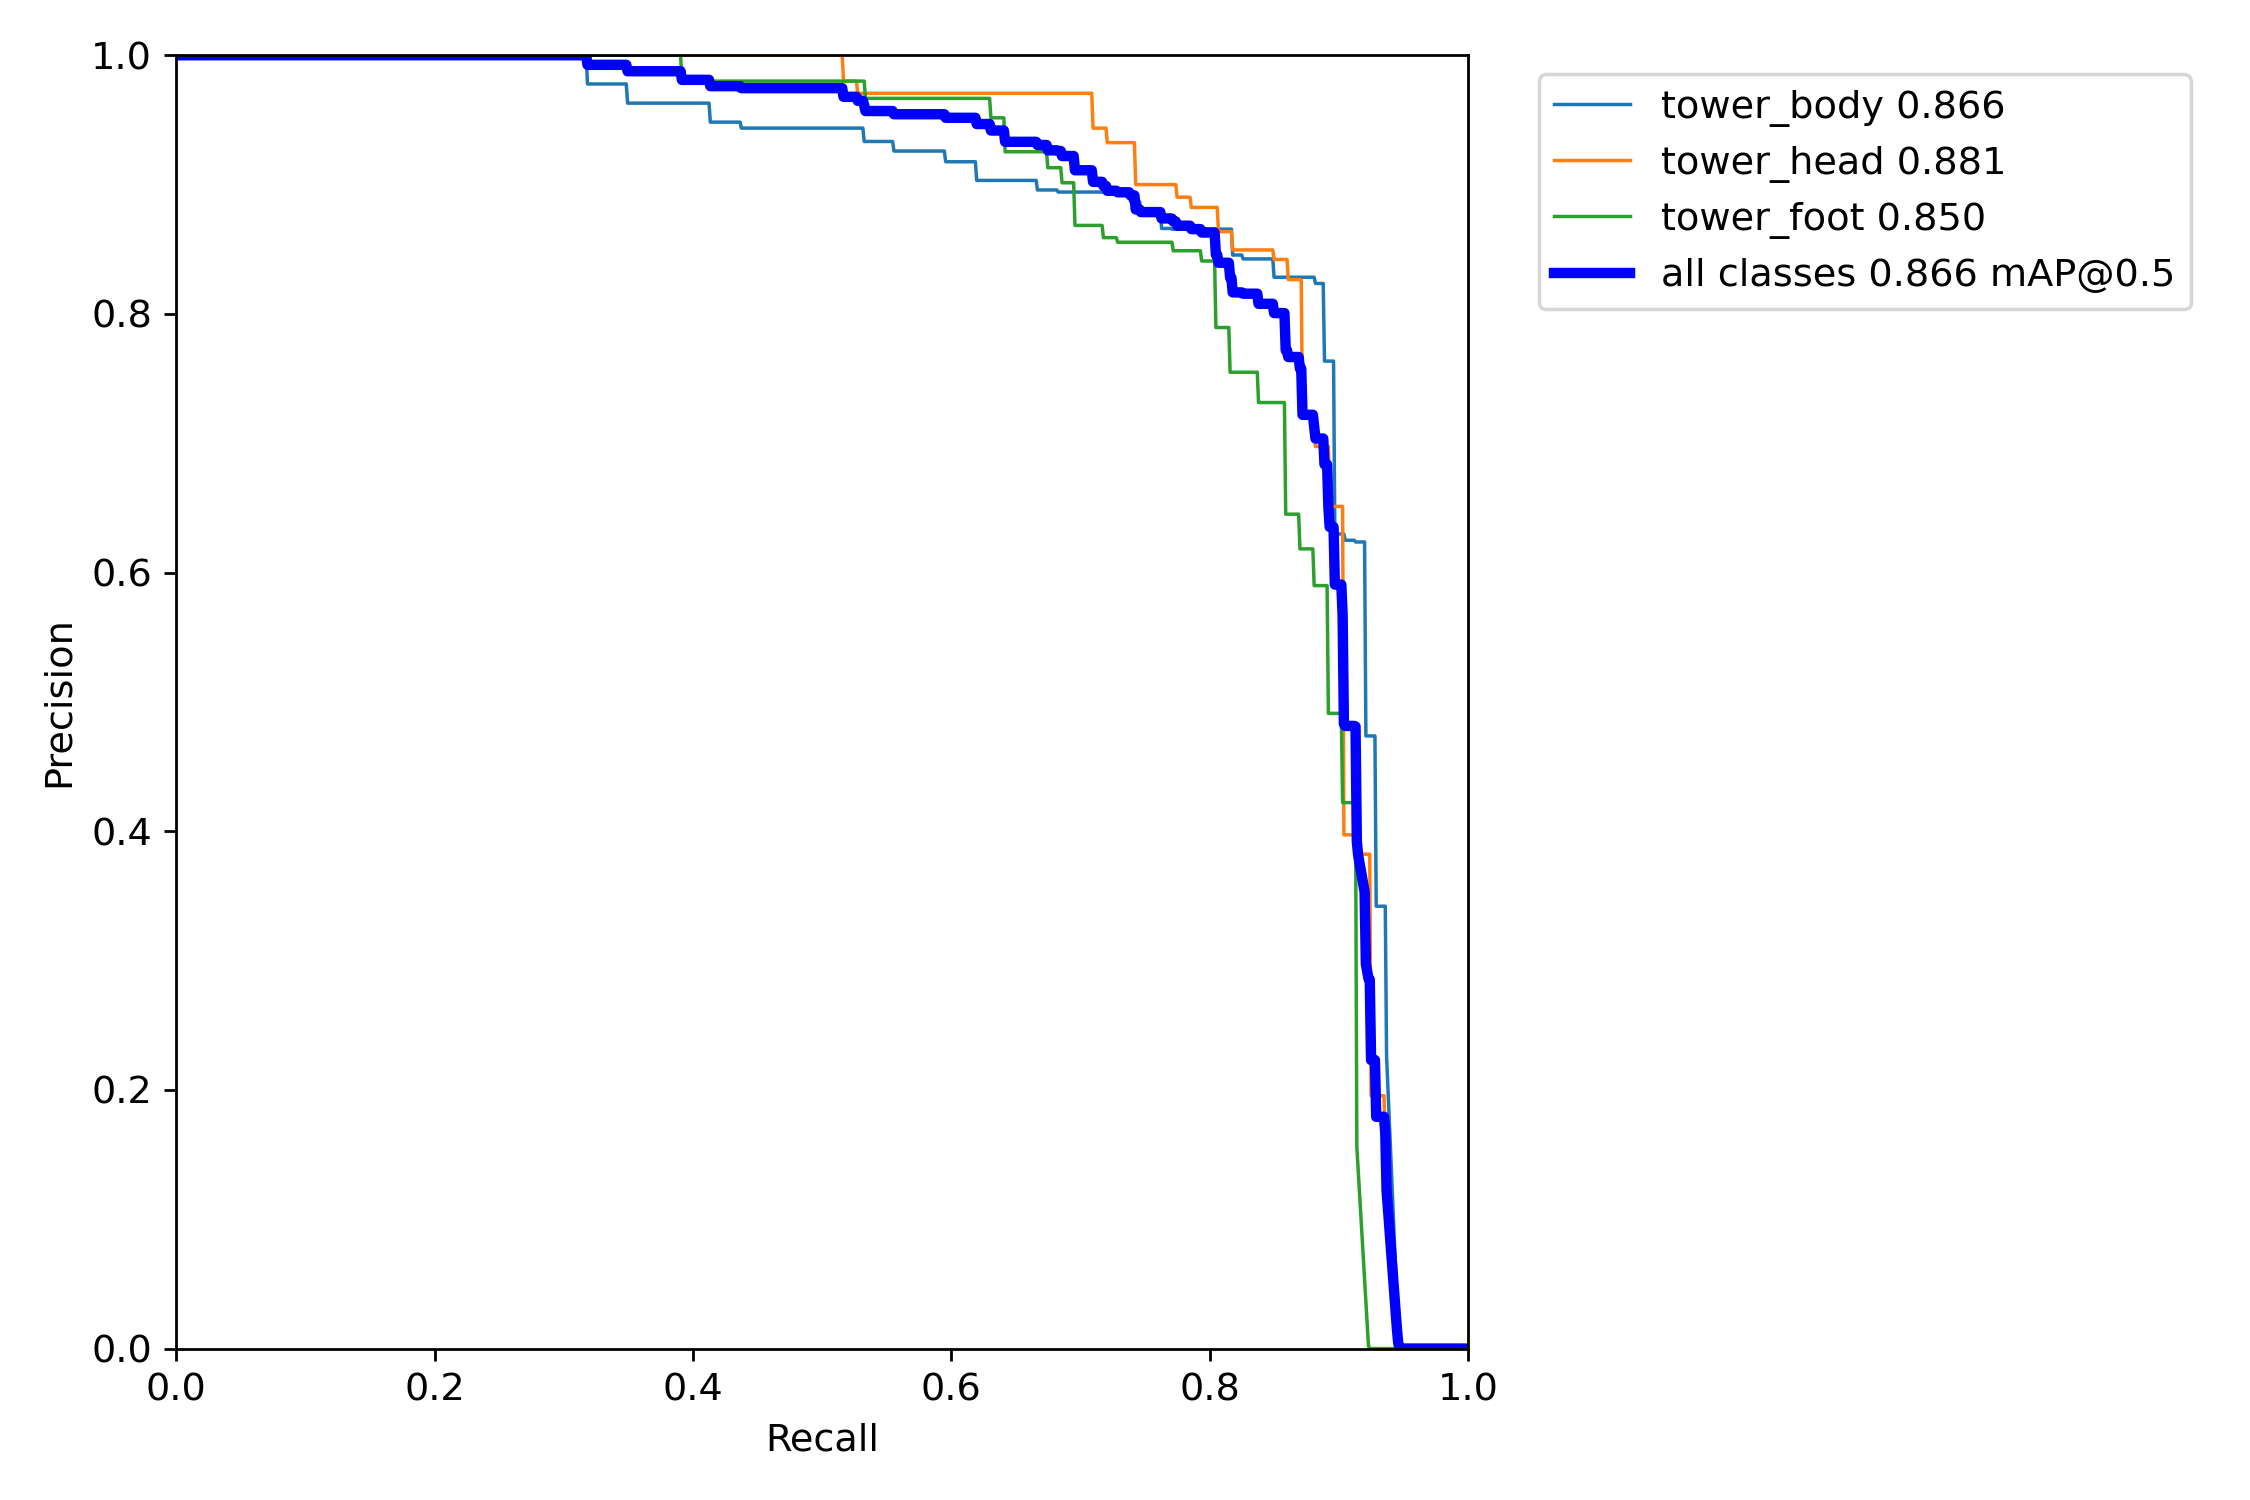 1.0
0.8
0.6
0.4
0.2
0.0
Precision
0.0 0.2 0.4 0.6 0.8 1.0
Recall
tower_body 0.866
tower_head 0.881
tower_foot 0.850
all classes 0.866 mAP@0.5